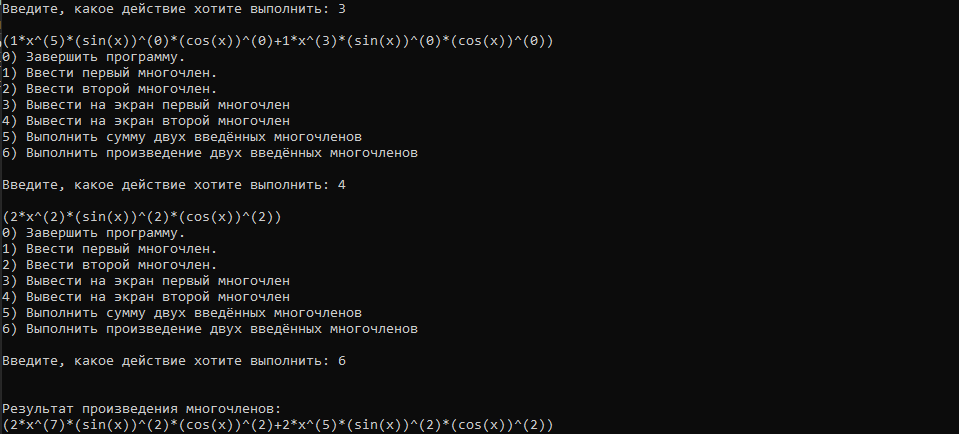 Введите, какое действие хотите выполнить: 3
(1*x^(5)*(sin(x))^(0)*(cos(x))^(0)+1*x^(3)*(sin(x))^(0)*(cos(x))^(0))
0) Завершить программу.
1) Ввести первый многочлен.
2) Ввести второй многочлен.
3) Вывести на экран первый многочлен
4) Вывести на экран второй многочлен
5) Выполнить сумму двух введённых многочленов
6) Выполнить произведение двух введённых многочленов
Введите, какое действие хотите выполнить: 4
(2*x^(2)*(sin(x))^(2)*(cos(x))^(2))
0) Завершить программу.
1) Ввести первый многочлен.
2) Ввести второй многочлен.
3) Вывести на экран первый многочлен
4) Вывести на экран второй многочлен
5) Выполнить сумму двух введённых многочленов
6) Выполнить произведение двух введённых многочленов
Введите, какое действие хотите выполнить: 6
Результат произведения многочленов:
(2*x^(7)*(sin(x))^(2)*(cos(x))^(2)+2*x^(5)*(sin(x))^(2)*(cos(x))^(2))